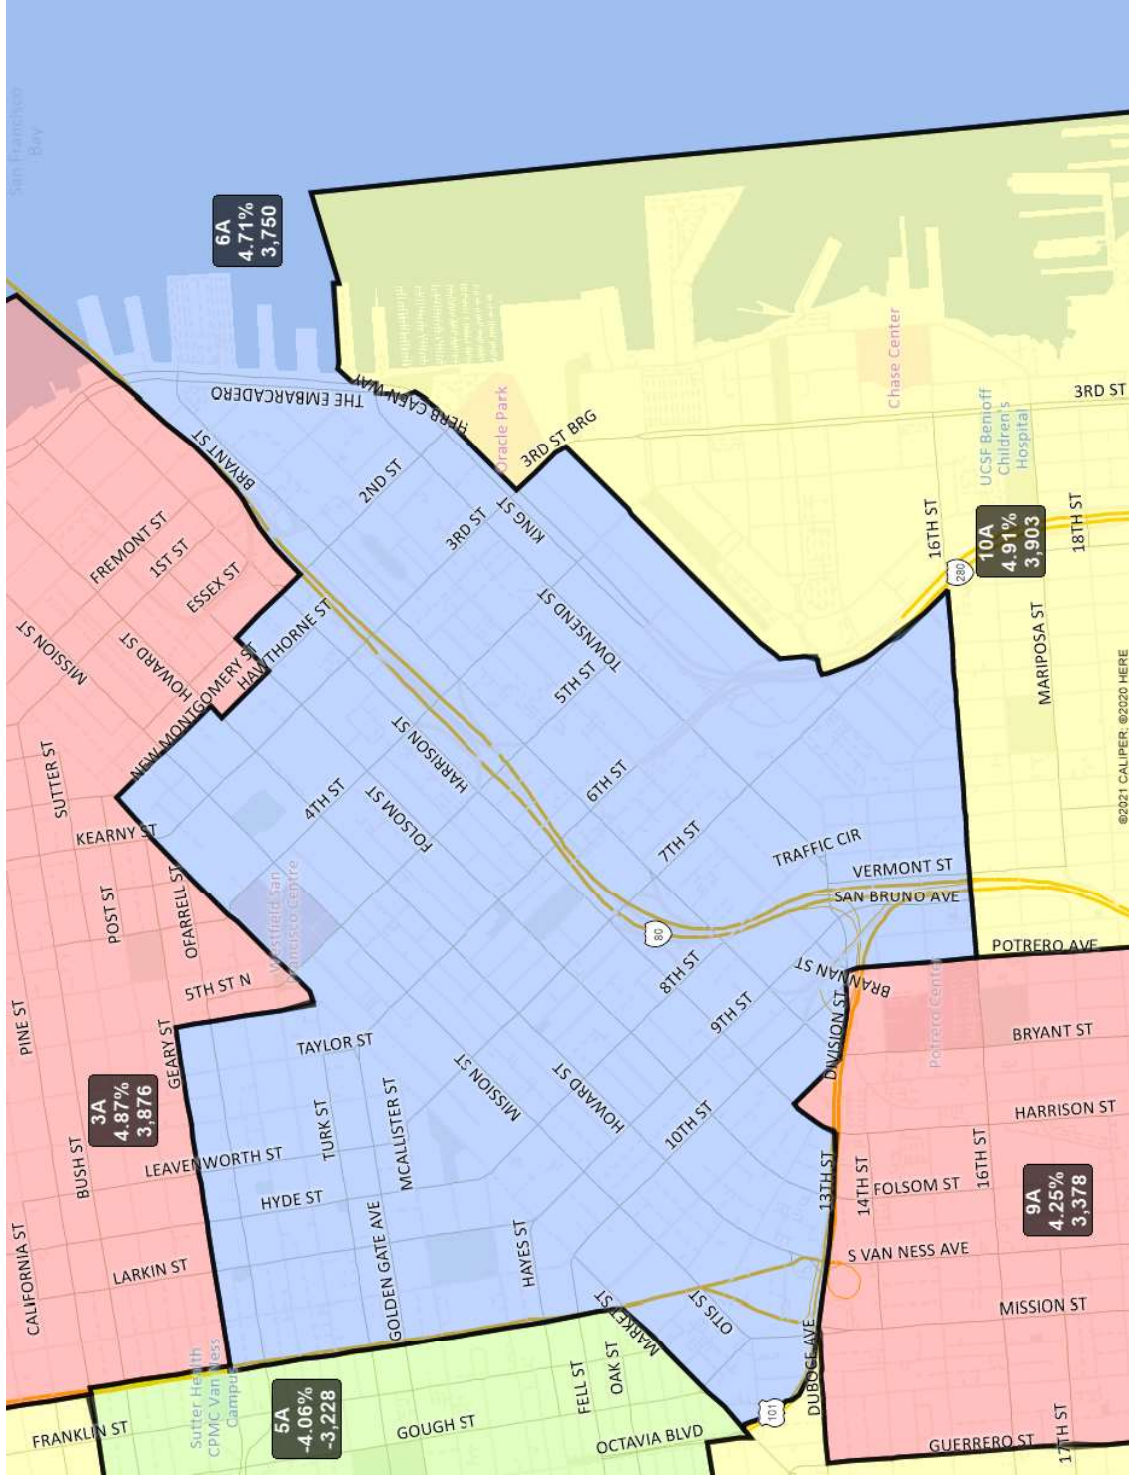 San Francisco
Bay
6A
4.71%
3,750
THE EMBARCADERO
HERB CAEN WAY
BRYANT ST
2ND ST
Oracle Park
3RD ST BRG
Chase Center
3RD ST
UCSF Benioff
Children's
Hospital
16TH ST
18TH ST
10A
4.91%
3,903
280
MARIPOSA ST
FREMONT ST
1ST ST
ESSEX ST
MISSION ST
HOWARD ST
NEW MONTGOMERY ST
HAWTHORNE ST
3RD ST
KING ST
TOWNSEND ST
5TH ST
HARRISON ST
6TH ST
4TH ST
FOLSOM ST
7TH ST
TRAFFIC CIR
VERMONT ST
SAN BRUNO AVE
POTRERO AVE
SUTTER ST
KEARNY ST
POST ST
OFARRELL ST
Westfield San
Francisco Centre
5TH ST N
80
8TH ST
9TH ST
BRANNAN ST
DIVISION ST
Potrero Center
BRYANT ST
PINE ST
GEARY ST
TAYLOR ST
3A
4.87%
3,876
MISSION ST
HOWARD ST
10TH ST
HARRISON ST
BUSH ST
LEAVENWORTH ST
TURK ST
MCALLISTER ST
HYDE ST
13TH ST
14TH ST
FOLSOM ST
16TH ST
9A
4.25%
3,378
CALIFORNIA ST
LARKIN ST
GOLDEN GATE AVE
HAYES ST
MARKET ST
OTIS ST
S VAN NESS AVE
MISSION ST
Sutter Health
CPMC Van Ness
Campus
5A
-4.06%
-3,228
FELL ST
OAK ST
DUBOCE AVE
101
FRANKLIN ST
GOUGH ST
OCTAVIA BLVD
GUERRERO ST
17TH ST
©2021 CALIPER; ©2020 HERE